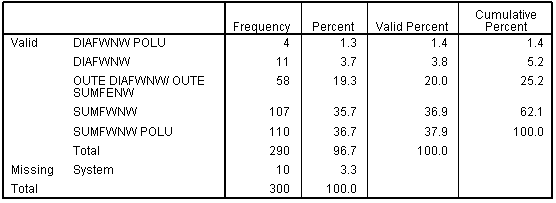 Frequency Percent Valid Percent Cumulative Percent
Valid DIAFWNW POLU 4 1.3 1.4 1.4
DIAFWNW 11 3.7 3.8 5.2
OUTE DIAFWNW/ OUTE
SUMFENW 58 19.3 20.0 25.2
SUMFWNW 107 35.7 36.9 62.1
SUMFWNW POLU 110 36.7 37.9 100.0
Total 290 96.7 100.0
Missing System 10 3.3
Total 300 100.0